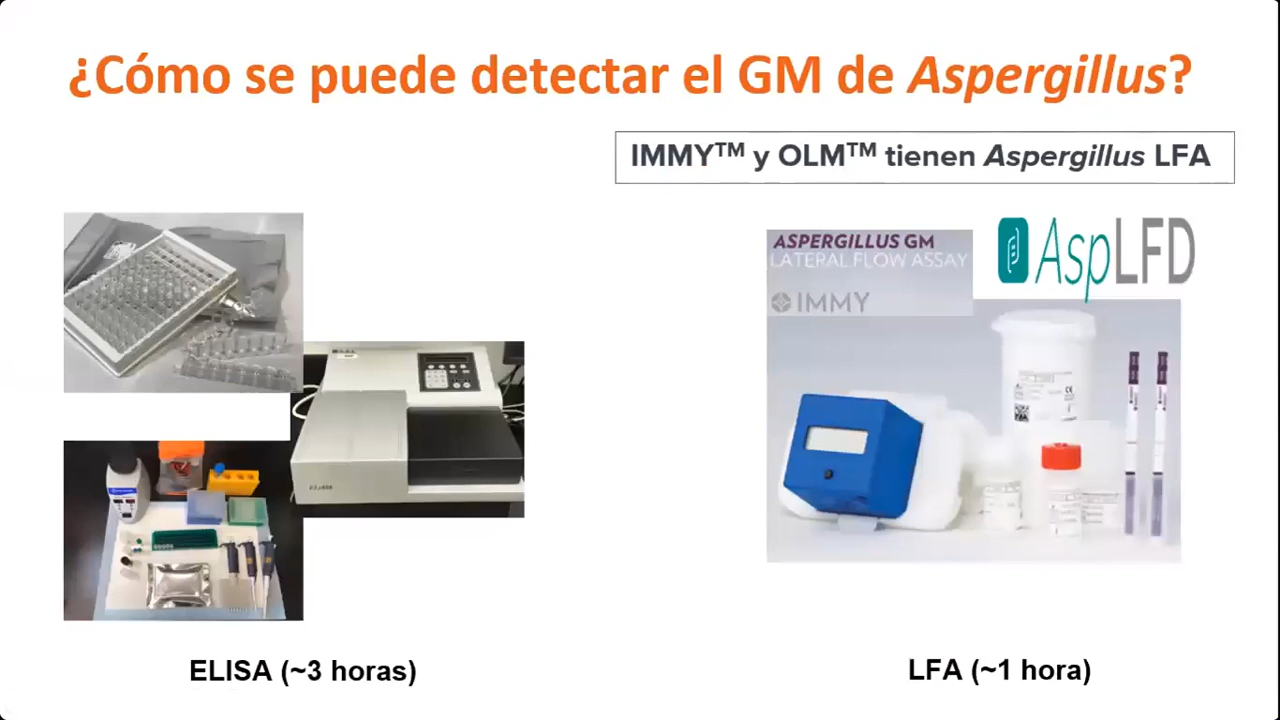 ¿Cómo se puede detectar el GM de Aspergillus?
IMMY™ y OLM™ tienen Aspergillus LFA
ASPERGILLUS GM
LATERAL FLOW ASSAY
IMMY
AspLFD
ELISA (~3 horas)
LFA (~1 hora)